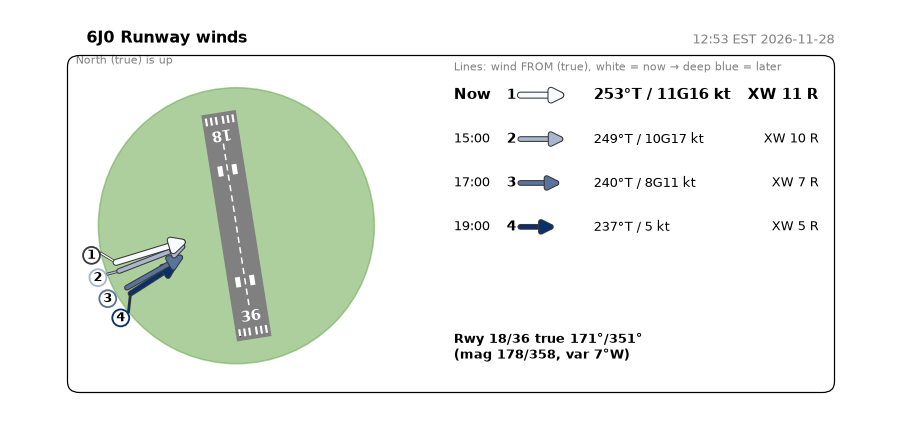 6J0 Runway winds
12:53 EST 2026-11-28
North (true) is up
Lines: wind FROM (true), white = now → deep blue = later
Now 1 253°T / 11G16 kt XW 11 R
15:00 2 249°T / 10G17 kt XW 10 R
17:00 3 240°T / 8G11 kt XW 7 R
19:00 4 237°T / 5 kt XW 5 R
18
1
2
3
4
36
Rwy 18/36 true 171°/351°
(mag 178/358, var 7°W)